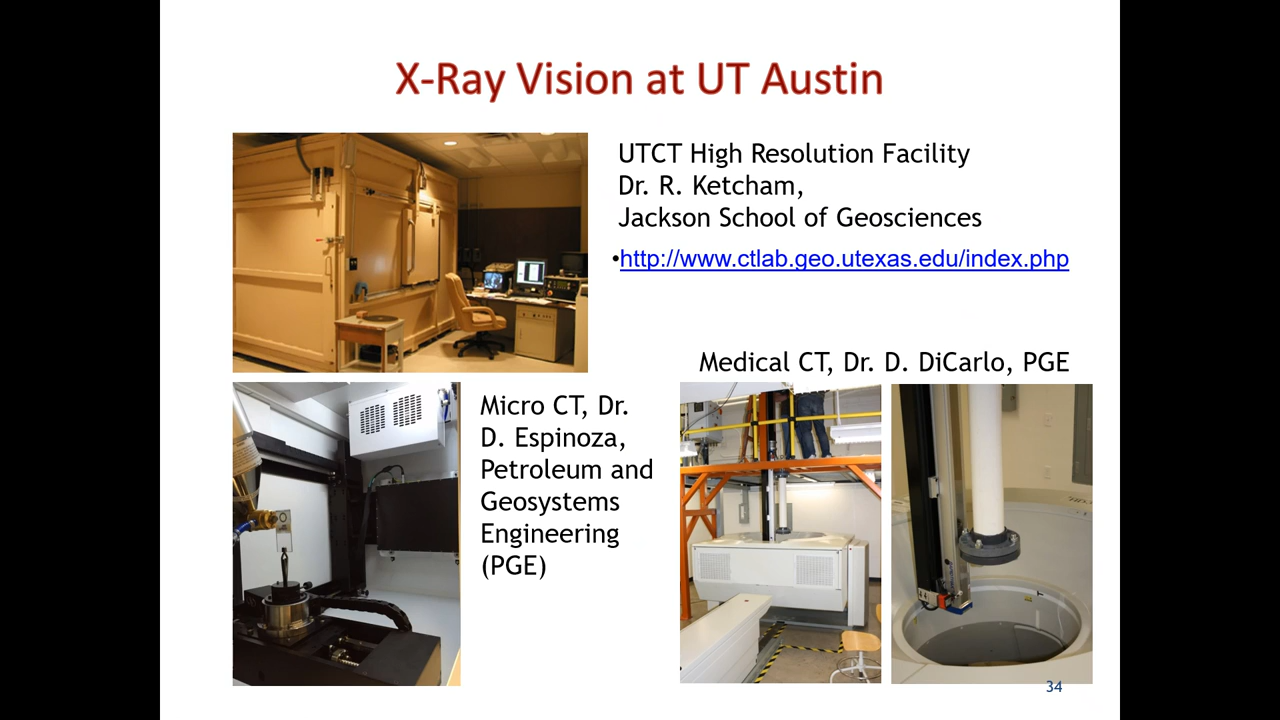 X-Ray Vision at UT Austin
UTCT High Resolution Facility
Dr. R. Ketcham,
Jackson School of Geosciences
•http://www.ctlab.geo.utexas.edu/index.php
Medical CT, Dr. D. DiCarlo, PGE
Micro CT, Dr.
D. Espinoza,
Petroleum and
Geosystems
Engineering
(PGE)
34